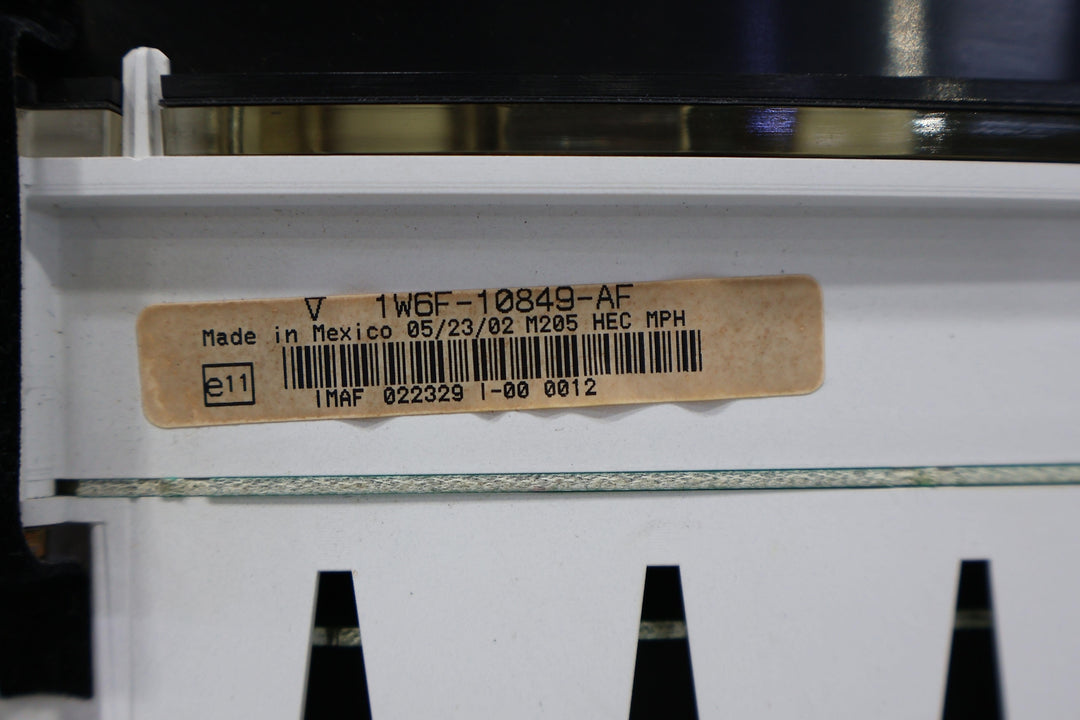 V 1W6F-10849-AF
Made in Mexico 05/23/02 M205 HEC MPH
e11
IMAF 022329 I-00 0012